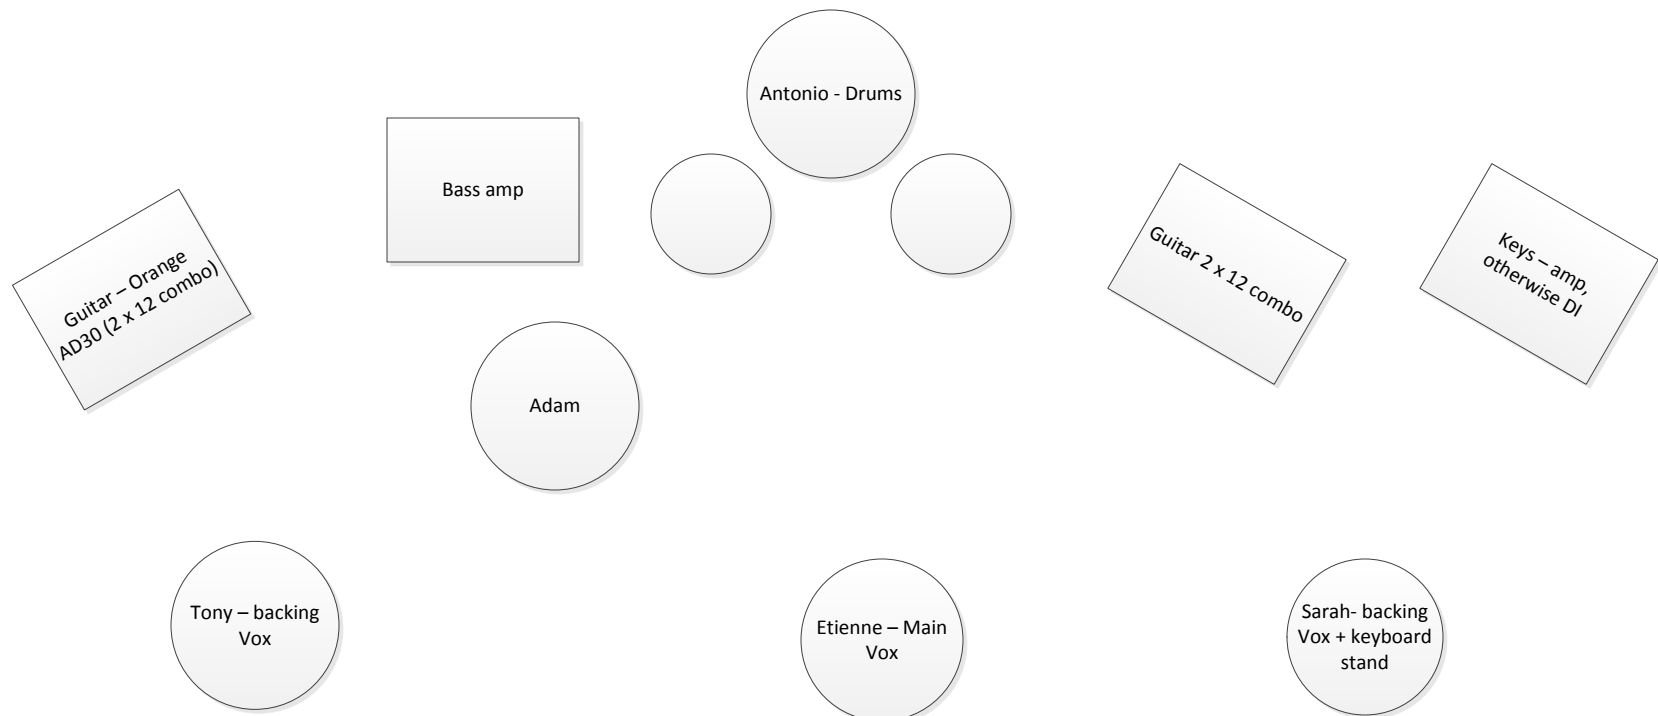 Antonio - Drums
Bass amp
Guitar – Orange
AD30 (2 x 12 combo)
Guitar 2 x 12 combo
Keys – amp,
otherwise DI
Adam
Tony – backing
Vox
Etienne – Main
Vox
Sarah- backing
Vox + keyboard
stand